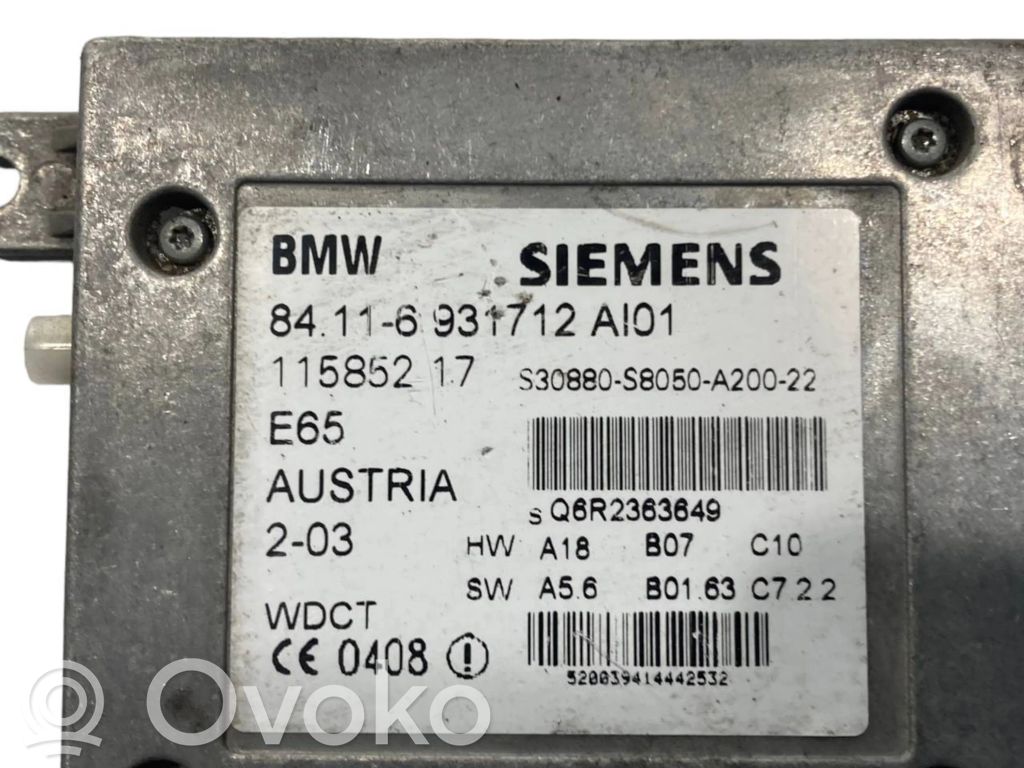 BMW SIEMENS
84.11-6 931712 AI01
115852 17 S30880-S8050-A200-22
E65
AUSTRIA
S Q6R2363649
2-03 HW A18 B07 C10
SW A5.6 B01.63 C7.2 2
WDCT
CE 0408
520039414442532
Ovoko